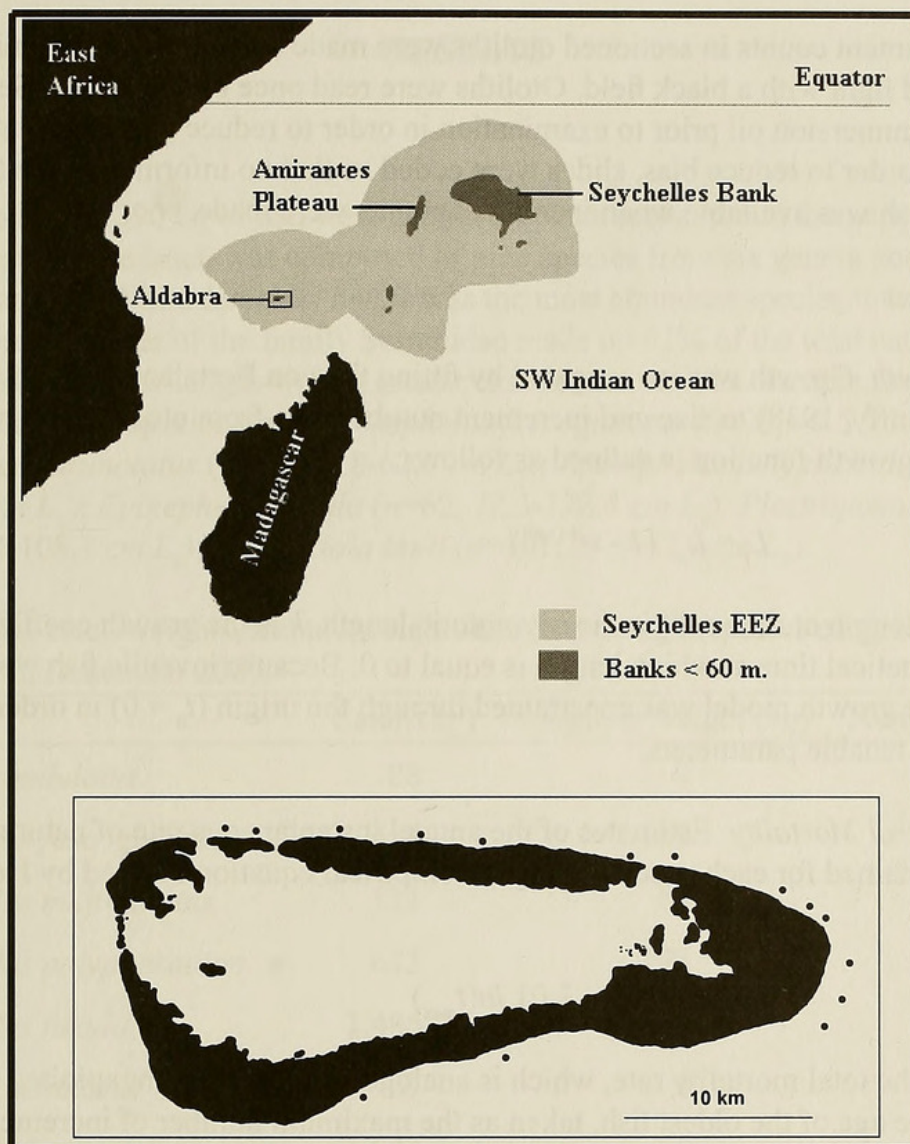 East
Africa
Equator
Amirantes
Plateau
Seychelles Bank
Aldabra
SW Indian Ocean
Madagascar
Seychelles EEZ
Banks < 60 m.
10 km